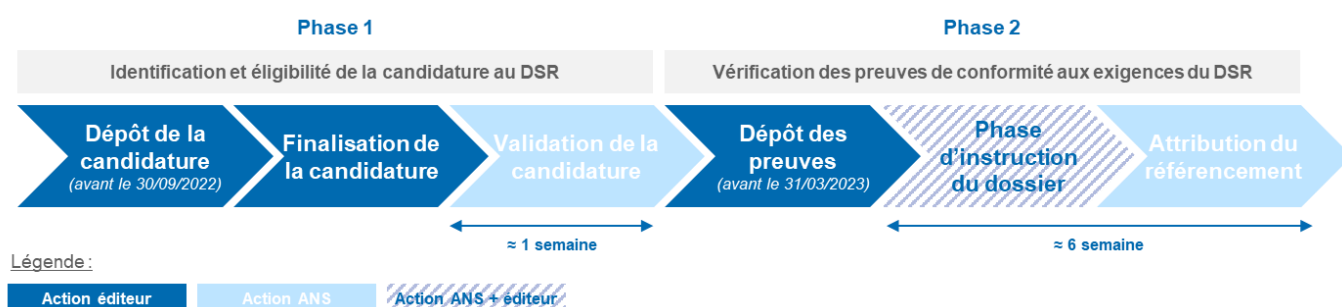 Phase 1
Phase 2
Identification et éligibilité de la candidature au DSR
Vérification des preuves de conformité aux exigences du DSR
Dépôt de la
candidature
(avant le 30/09/2022)
Finalisation de
la candidature
Validation de la
candidature
Dépôt des
preuves
(avant le 31/03/2023)
Phase
d'instruction
du dossier
Attribution du
référencement
≈ 1 semaine
≈ 6 semaine
Légende :
Action éditeur
Action ANS
Action ANS + éditeur